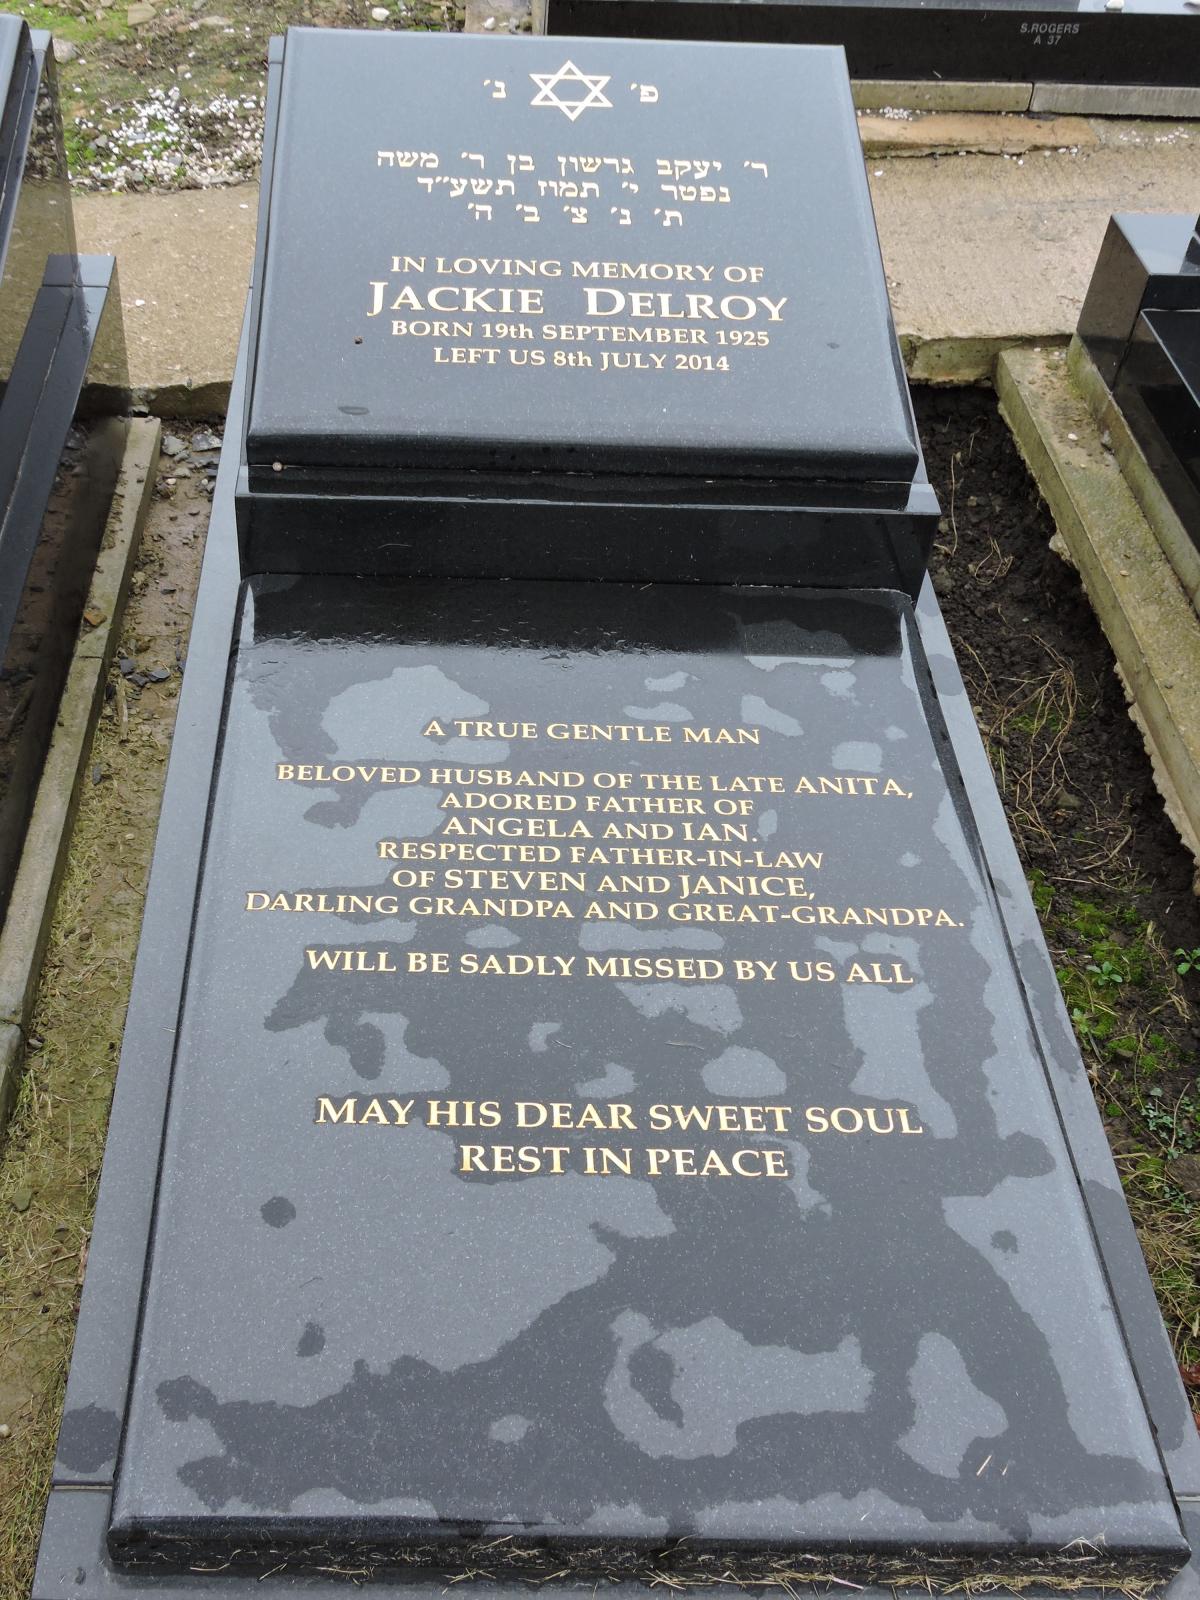 S.ROGERS
A 37
פ׳ נ׳
ר׳ יעקב גרשון בן ר׳ משה
נפטר י׳ תמוז תשע״ד
ת׳ נ׳ צ׳ ב׳ ה׳
IN LOVING MEMORY OF
JACKIE DELROY
BORN 19th SEPTEMBER 1925
LEFT US 8th JULY 2014
A TRUE GENTLE MAN
BELOVED HUSBAND OF THE LATE ANITA,
ADORED FATHER OF
ANGELA AND IAN.
RESPECTED FATHER-IN-LAW
OF STEVEN AND JANICE,
DARLING GRANDPA AND GREAT-GRANDPA.
WILL BE SADLY MISSED BY US ALL
MAY HIS DEAR SWEET SOUL
REST IN PEACE